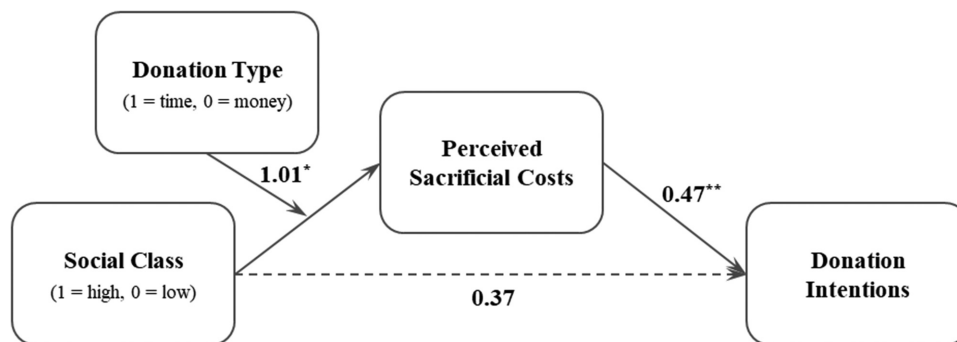 Donation Type
(1 = time, 0 = money)
1.01*
Perceived
Sacrificial Costs
0.47**
Social Class
(1 = high, 0 = low)
0.37
Donation
Intentions